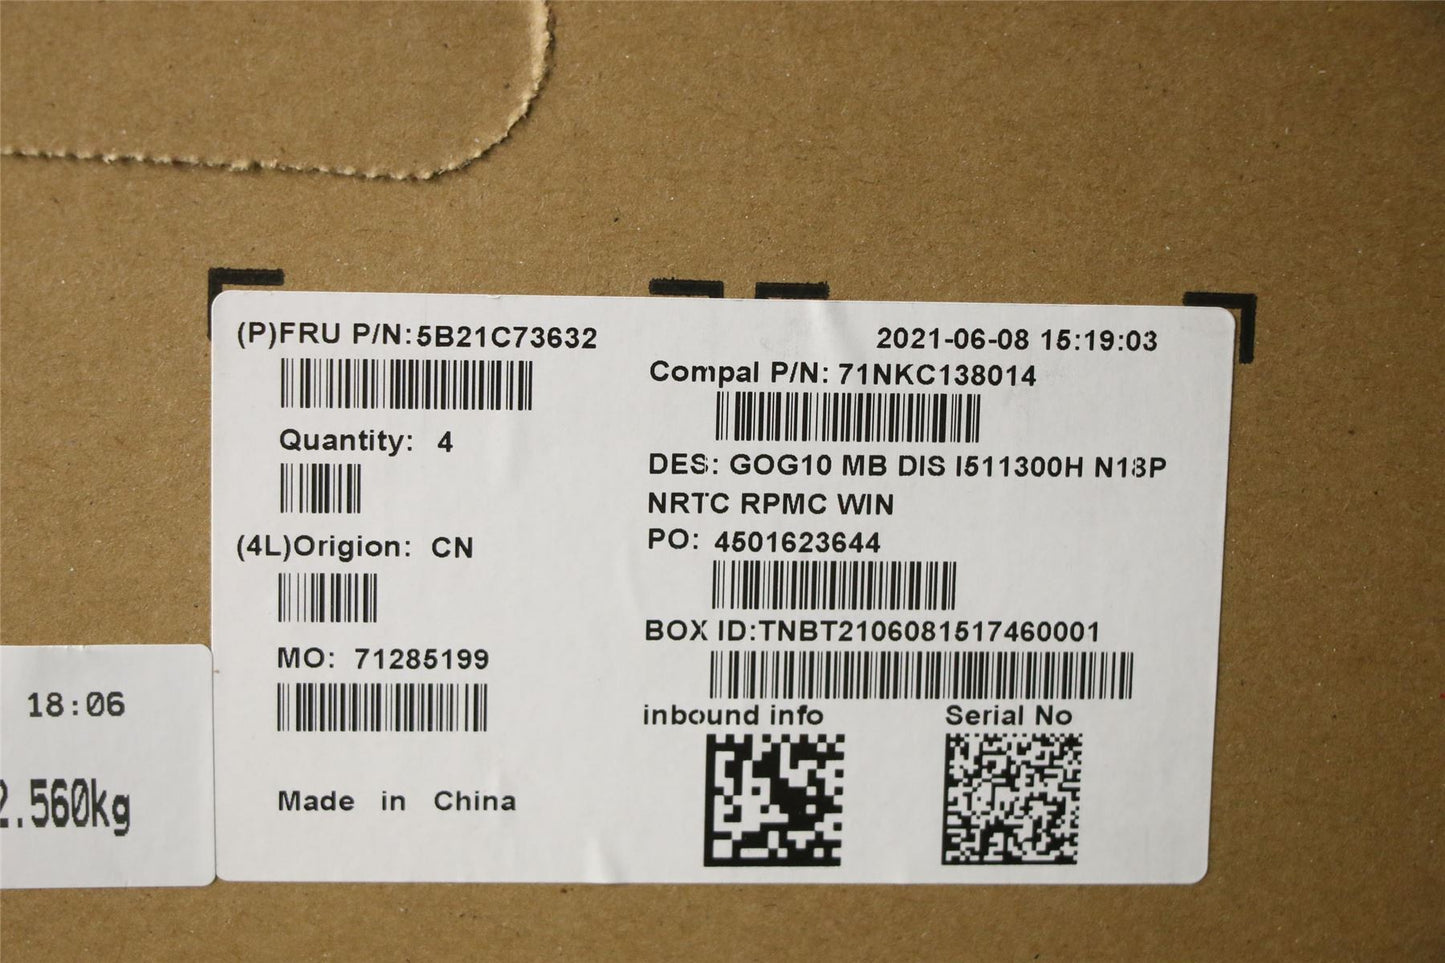 (P)FRU P/N:5B21C73632
2021-06-08 15:19:03
Compal P/N: 71NKC138014
Quantity: 4
DES: GOG10 MB DIS I511300H N18P
NRTC RPMC WIN
(4L)Origion: CN
PO: 4501623644
BOX ID:TNBT2106081517460001
MO: 71285199
inbound info
Serial No
Made in China
18:06
2.560kg